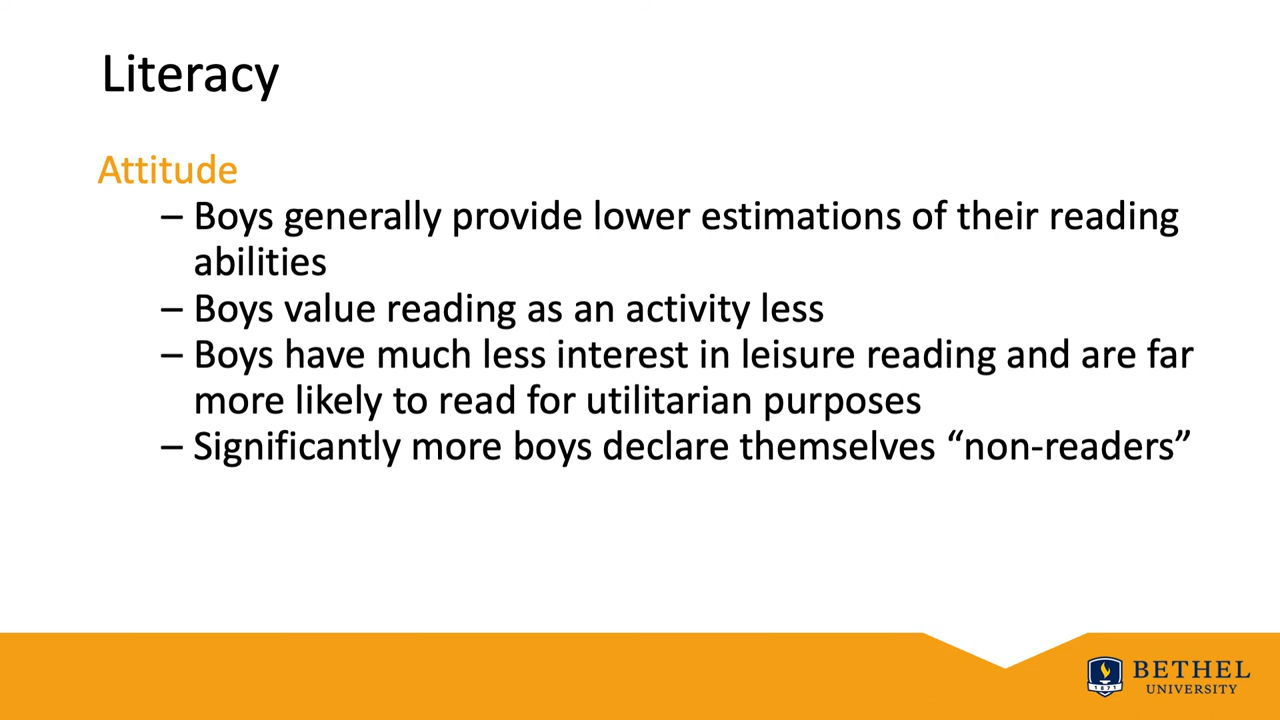 Literacy
Attitude
– Boys generally provide lower estimations of their reading
abilities
– Boys value reading as an activity less
– Boys have much less interest in leisure reading and are far
more likely to read for utilitarian purposes
– Significantly more boys declare themselves “non-readers”
1871
BETHEL
UNIVERSITY